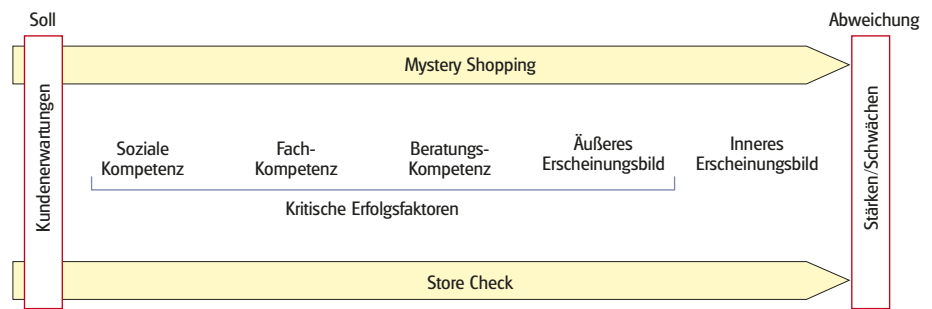 Soll
Abweichung
Mystery Shopping
Kundenerwartungen
Soziale
Kompetenz
Fach-
Kompetenz
Beratungs-
Kompetenz
Äußeres
Erscheinungsbild
Inneres
Erscheinungsbild
Stärken/Schwächen
Kritische Erfolgsfaktoren
Store Check